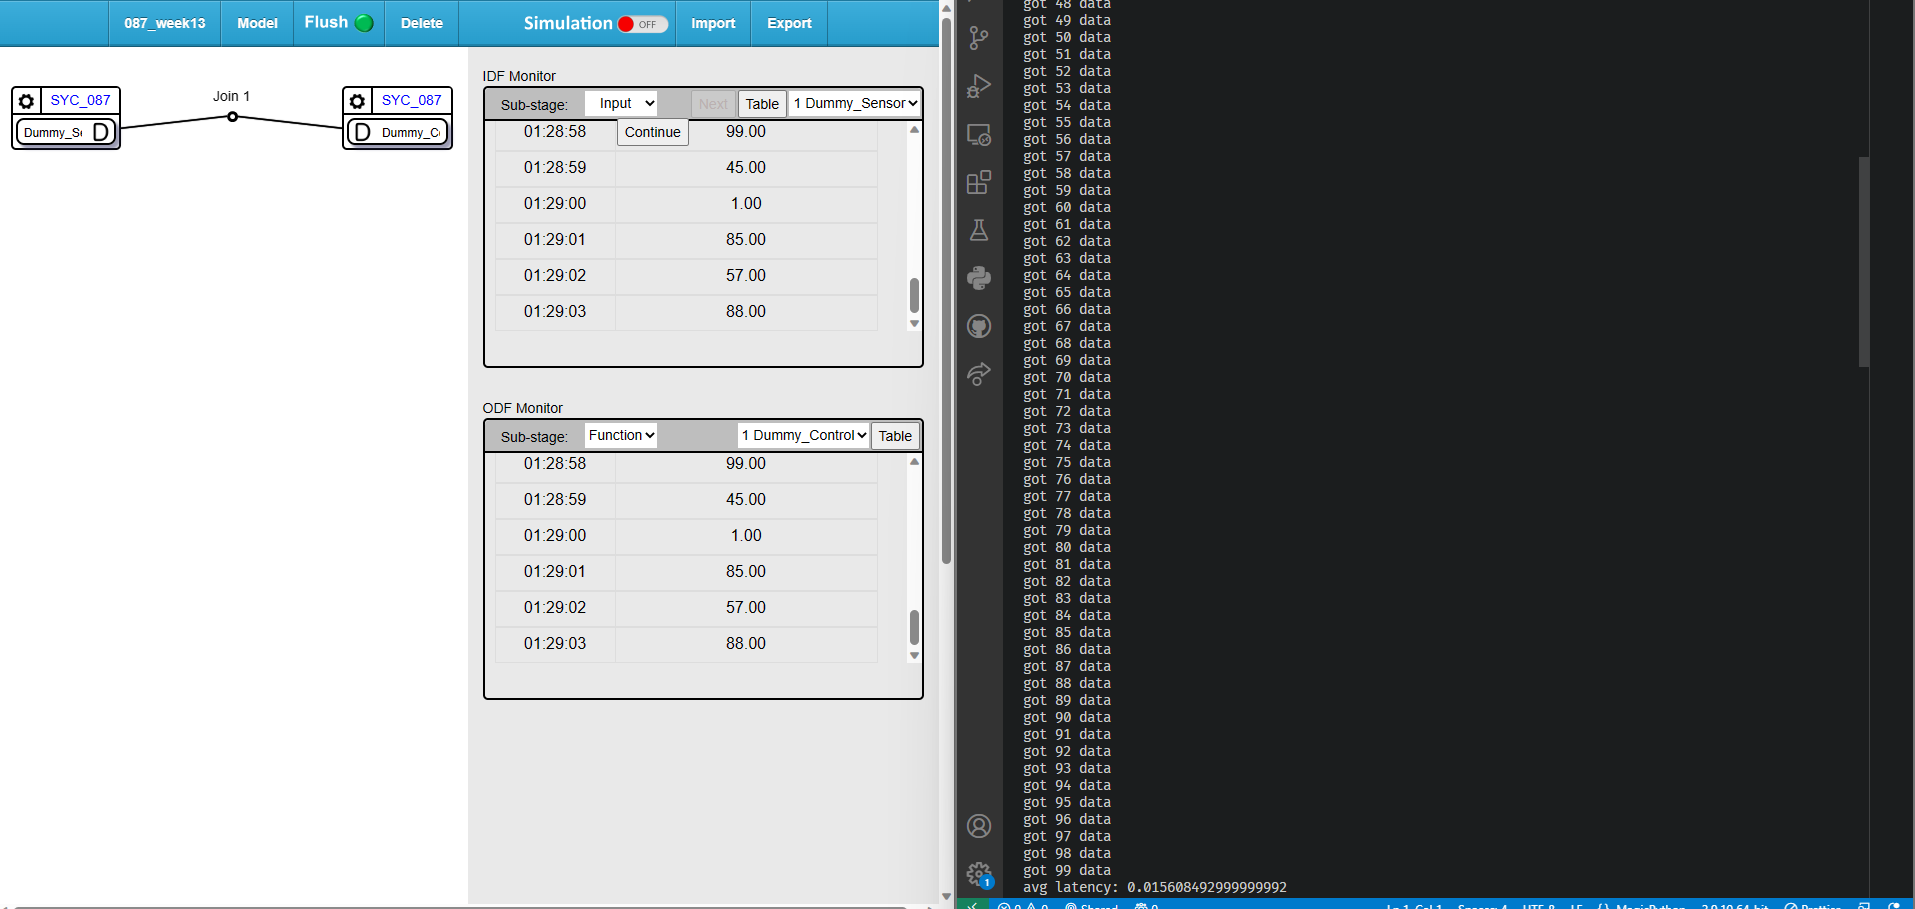 087_week13 Model Flush Delete Simulation OFF Import Export
SYC_087
Dummy_S
D
Join 1
SYC_087
D
Dummy_C
IDF Monitor
Sub-stage: Input Next Table 1 Dummy_Sensor
Continue
01:28:58 99.00
01:28:59 45.00
01:29:00 1.00
01:29:01 85.00
01:29:02 57.00
01:29:03 88.00
ODF Monitor
Sub-stage: Function 1 Dummy_Control Table
01:28:58 99.00
01:28:59 45.00
01:29:00 1.00
01:29:01 85.00
01:29:02 57.00
01:29:03 88.00
got 48 data
got 49 data
got 50 data
got 51 data
got 52 data
got 53 data
got 54 data
got 55 data
got 56 data
got 57 data
got 58 data
got 59 data
got 60 data
got 61 data
got 62 data
got 63 data
got 64 data
got 65 data
got 66 data
got 67 data
got 68 data
got 69 data
got 70 data
got 71 data
got 72 data
got 73 data
got 74 data
got 75 data
got 76 data
got 77 data
got 78 data
got 79 data
got 80 data
got 81 data
got 82 data
got 83 data
got 84 data
got 85 data
got 86 data
got 87 data
got 88 data
got 89 data
got 90 data
got 91 data
got 92 data
got 93 data
got 94 data
got 95 data
got 96 data
got 97 data
got 98 data
got 99 data
avg latency: 0.015608492999999992
1